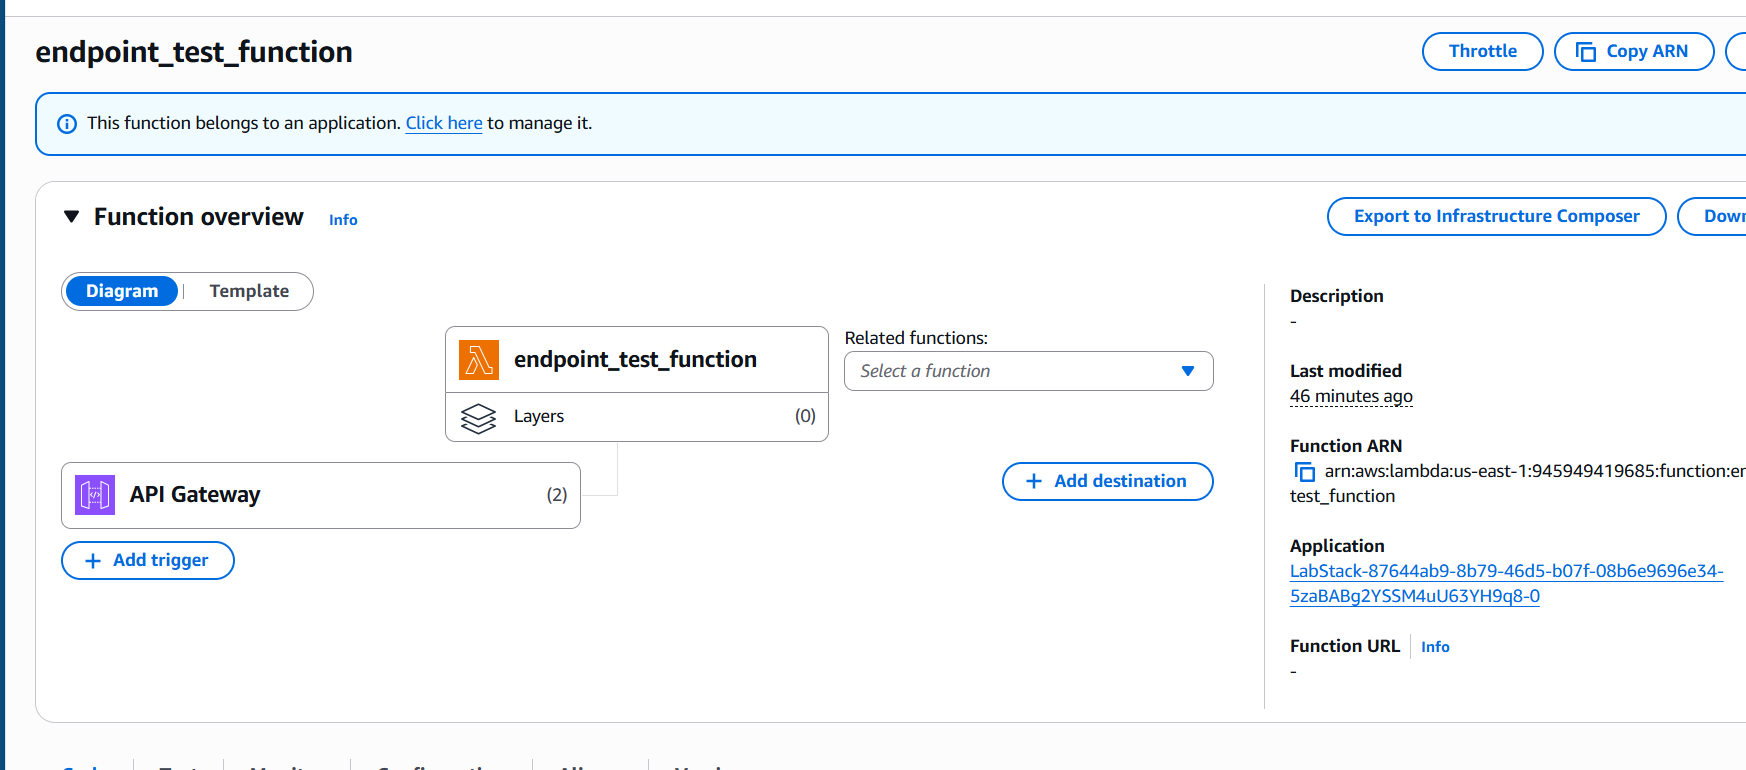 endpoint_test_function
Throttle
Copy ARN
This function belongs to an application. Click here to manage it.
Function overview
Info
Export to Infrastructure Composer
Diagram
Template
endpoint_test_function
Layers
(0)
Related functions:
Select a function
API Gateway
(2)
+ Add destination
+ Add trigger
Description
-
Last modified
46 minutes ago
Function ARN
arn:aws:lambda:us-east-1:945949419685:function:en
test_function
Application
LabStack-87644ab9-8b79-46d5-b07f-08b6e9696e34-
5zaBABg2YSSM4uU63YH9q8-0
Function URL
Info
-